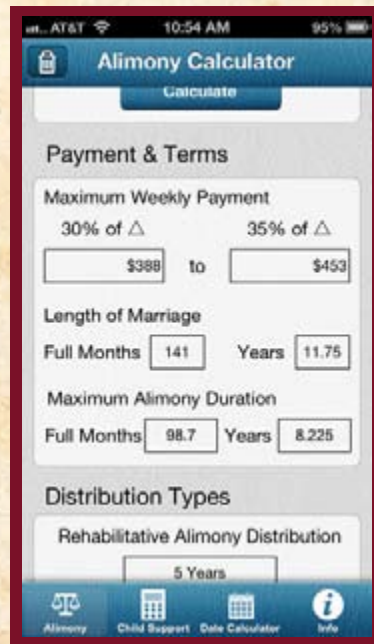 AT&T 10:54 AM 95%
Alimony Calculator
Calculate
Payment & Terms
Maximum Weekly Payment
30% of △ 35% of △
$388 to $453
Length of Marriage
Full Months 141 Years 11.75
Maximum Alimony Duration
Full Months 98.7 Years 8.225
Distribution Types
Rehabilitative Alimony Distribution
5 Years
Alimony Child Support Date Calculator Info